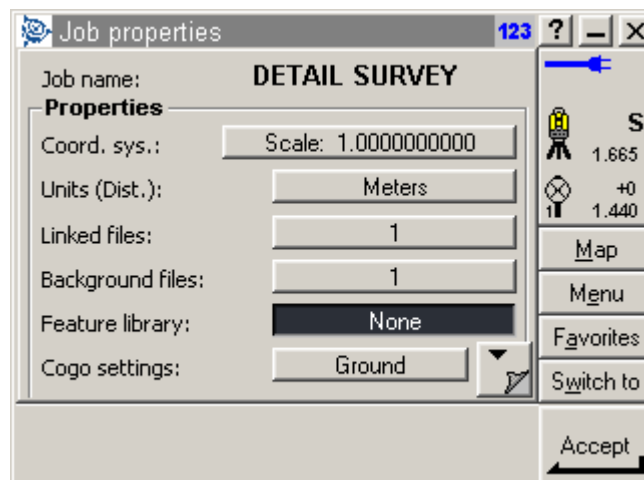 Job properties 123 ?
Job name: DETAIL SURVEY
Properties
Coord. sys.: Scale: 1.0000000000
Units (Dist.): Meters
Linked files: 1
Background files: 1
Feature library: None
Cogo settings: Ground
S
1.665
+0
1 1.440
Map
Menu
Favorites
Switch to
Accept